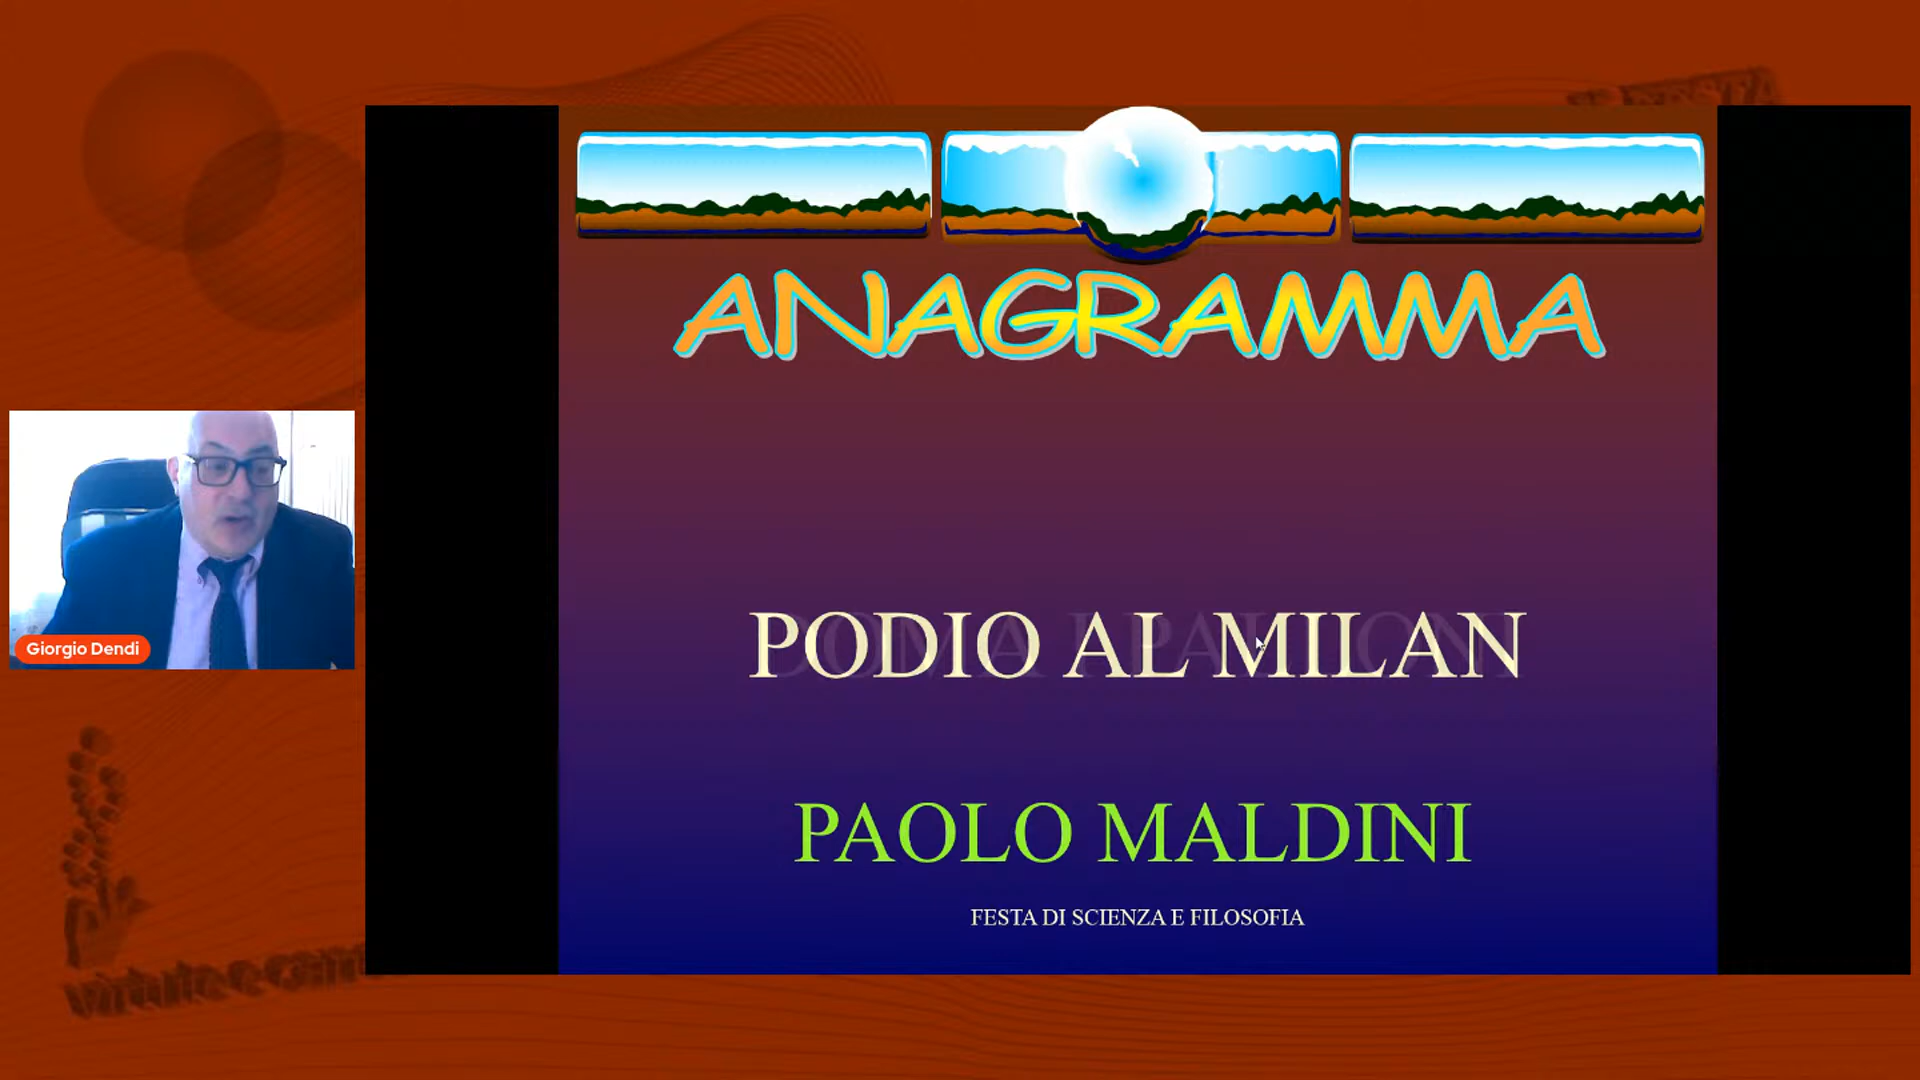 ANAGRAMMA
PODIO AL MILAN
PAOLO MALDINI
FESTA DI SCIENZA E FILOSOFIA
Giorgio Dendi